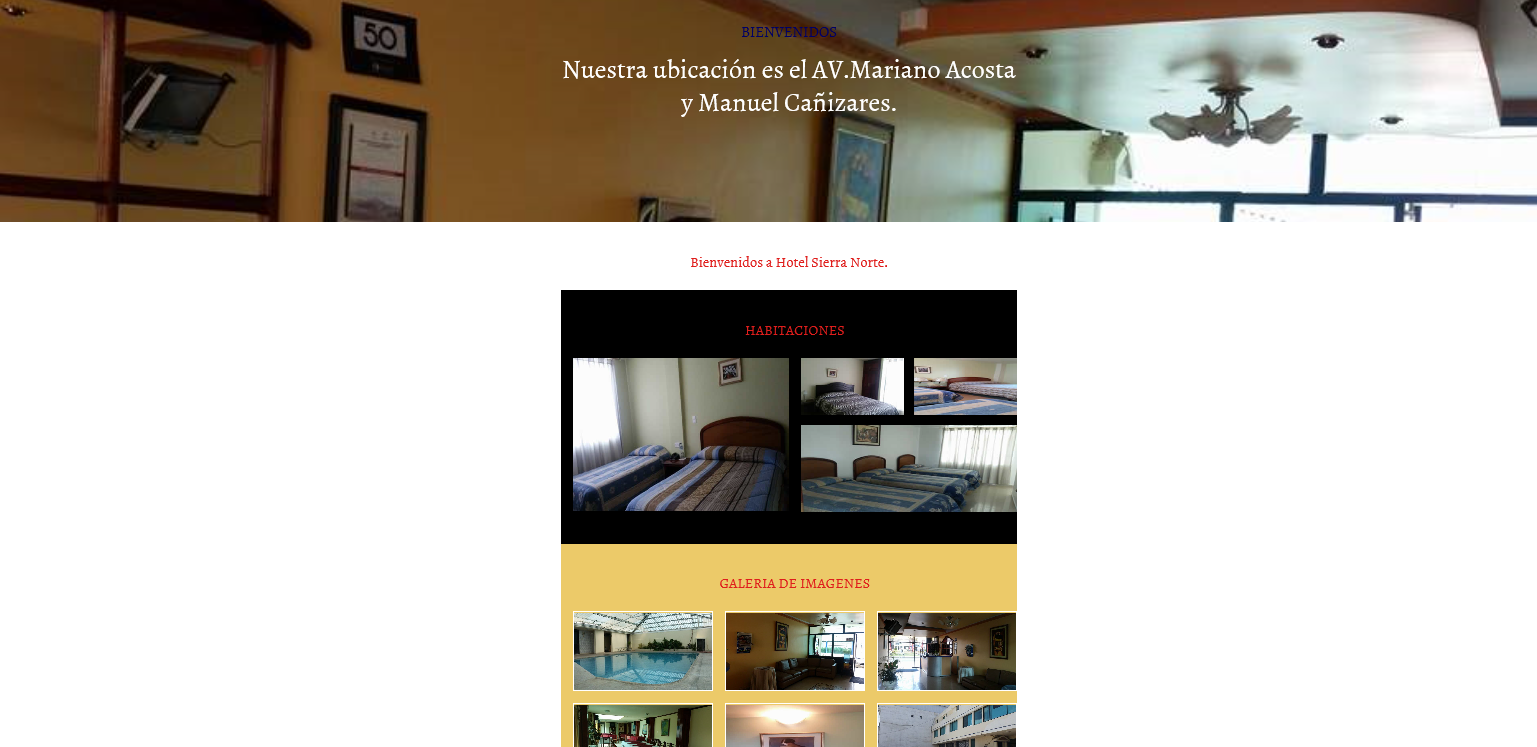 50
BIENVENIDOS
Nuestra ubicación es el AV.Mariano Acosta
y Manuel Cañizares.
Bienvenidos a Hotel Sierra Norte.
HABITACIONES
GALERIA DE IMAGENES